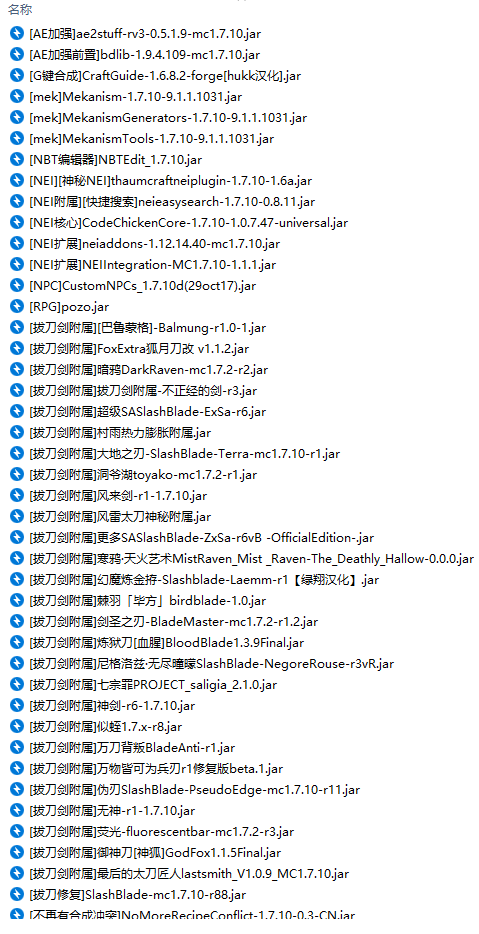 名称
[AE加强]ae2stuff-rv3-0.5.1.9-mc1.7.10.jar
[AE加强前置]bdlib-1.9.4.109-mc1.7.10.jar
[G键合成]CraftGuide-1.6.8.2-forge[hukk汉化].jar
[mek]Mekanism-1.7.10-9.1.1.1031.jar
[mek]MekanismGenerators-1.7.10-9.1.1.1031.jar
[mek]MekanismTools-1.7.10-9.1.1.1031.jar
[NBT编辑器]NBTEdit_1.7.10.jar
[NEI][神秘NEI]thaumcraftneiplugin-1.7.10-1.6a.jar
[NEI附属][快捷搜索]neieasysearch-1.7.10-0.8.11.jar
[NEI核心]CodeChickenCore-1.7.10-1.0.7.47-universal.jar
[NEI扩展]neiaddons-1.12.14.40-mc1.7.10.jar
[NEI扩展]NEIIntegration-MC1.7.10-1.1.1.jar
[NPC]CustomNPCs_1.7.10d(29oct17).jar
[RPG]pozo.jar
[拔刀剑附属][巴鲁蒙格]-Balmung-r1.0-1.jar
[拔刀剑附属]FoxExtra狐月刀改 v1.1.2.jar
[拔刀剑附属]暗鸦DarkRaven-mc1.7.2-r2.jar
[拔刀剑附属]拔刀剑附属-不正经的剑-r3.jar
[拔刀剑附属]超级SASlashBlade-ExSa-r6.jar
[拔刀剑附属]村雨热力膨胀附属.jar
[拔刀剑附属]大地之刃-SlashBlade-Terra-mc1.7.10-r1.jar
[拔刀剑附属]洞爷湖toyako-mc1.7.2-r1.jar
[拔刀剑附属]风来剑-r1-1.7.10.jar
[拔刀剑附属]风雷太刀神秘附属.jar
[拔刀剑附属]更多SASlashBlade-ZxSa-r6vB -OfficialEdition-.jar
[拔刀剑附属]寒鸦·天火艺术MistRaven_Mist _Raven-The_Deathly_Hallow-0.0.0.jar
[拔刀剑附属]幻魔炼金拵-Slashblade-Laemm-r1【绿翔汉化】.jar
[拔刀剑附属]棘羽「毕方」birdblade-1.0.jar
[拔刀剑附属]剑圣之刃-BladeMaster-mc1.7.2-r1.2.jar
[拔刀剑附属]炼狱刀[血腥]BloodBlade1.3.9Final.jar
[拔刀剑附属]尼格洛兹·无尽曈曚SlashBlade-NegoreRouse-r3vR.jar
[拔刀剑附属]七宗罪PROJECT_saligia_2.1.0.jar
[拔刀剑附属]神剑-r6-1.7.10.jar
[拔刀剑附属]似蛭1.7.x-r8.jar
[拔刀剑附属]万刀背叛BladeAnti-r1.jar
[拔刀剑附属]万物皆可为兵刃r1修复版beta.1.jar
[拔刀剑附属]伪刃SlashBlade-PseudoEdge-mc1.7.10-r11.jar
[拔刀剑附属]无神-r1-1.7.10.jar
[拔刀剑附属]荧光-fluorescentbar-mc1.7.2-r3.jar
[拔刀剑附属]御神刀[神狐]GodFox1.1.5Final.jar
[拔刀剑附属]最后的太刀匠人lastsmith_V1.0.9_MC1.7.10.jar
[拔刀修复]SlashBlade-mc1.7.10-r88.jar
[不再有合成冲突]NoMoreRecipeConflict-1.7.10-0.3-CN.jar